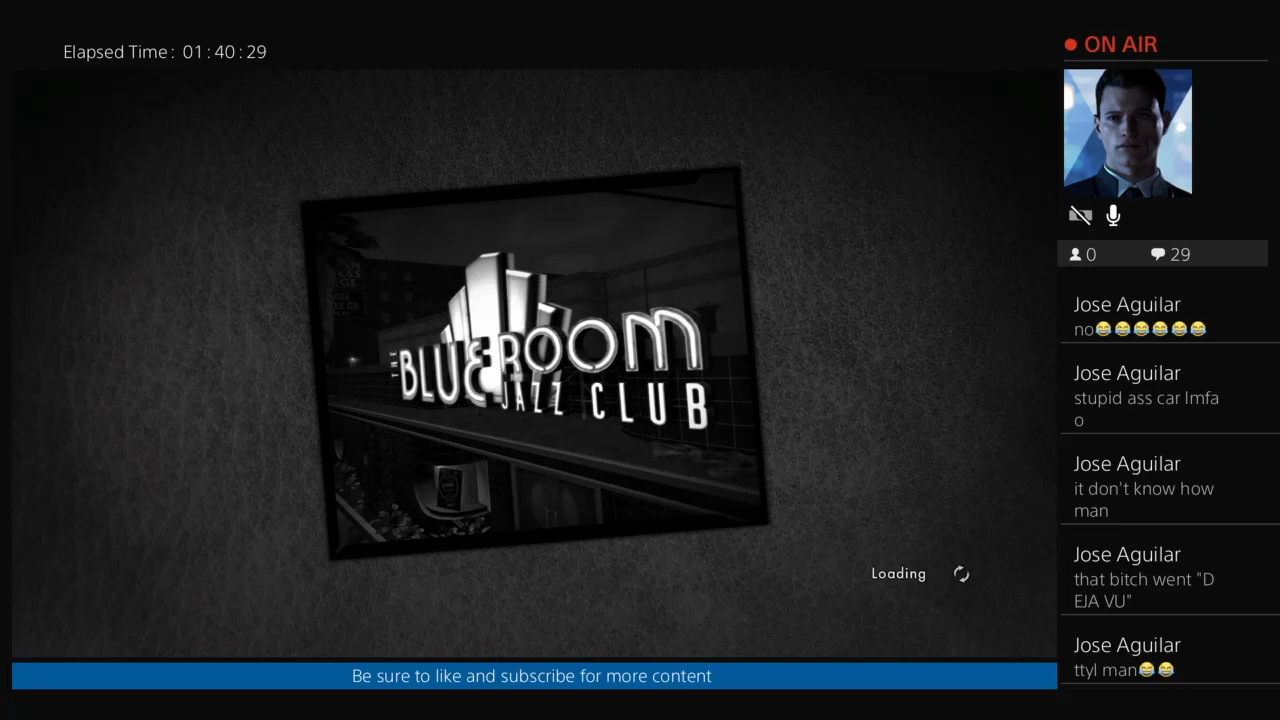 Elapsed Time: 01:40:29
ON AIR
0 29
THE BLUE ROOM
JAZZ CLUB
Loading
Jose Aguilar
no😂😂😂😂😂😂
Jose Aguilar
stupid ass car lmfa
o
Jose Aguilar
it don't know how
man
Jose Aguilar
that bitch went "D
EJA VU"
Jose Aguilar
ttyl man😂😂
Be sure to like and subscribe for more content